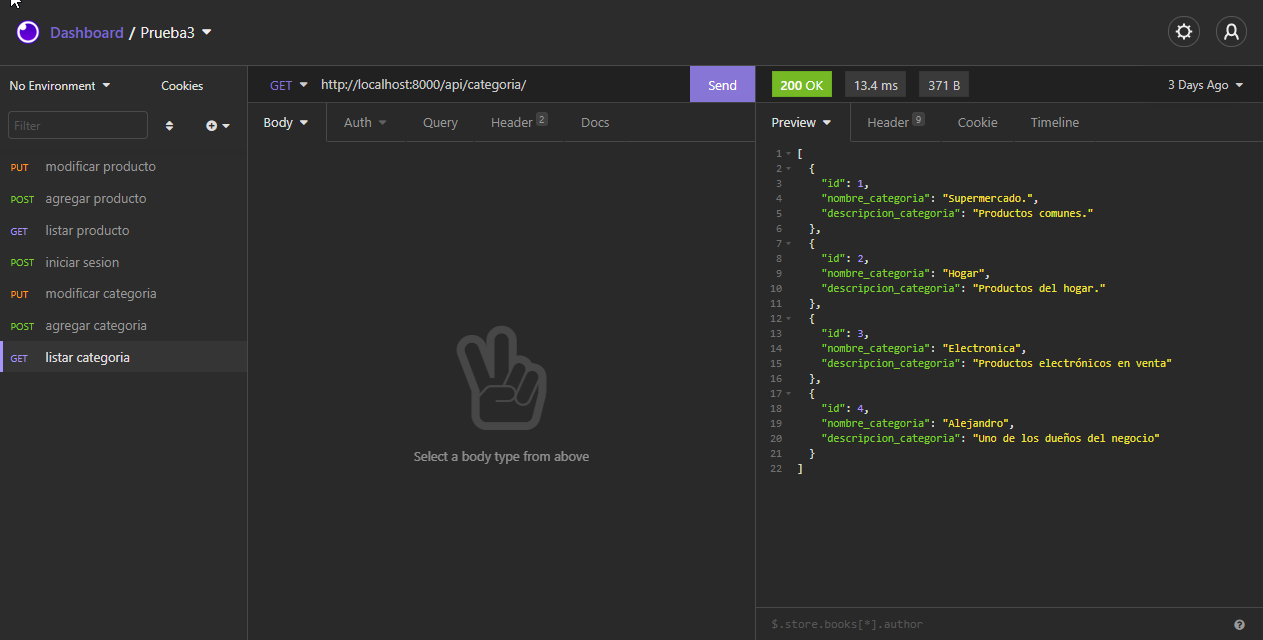 Dashboard / Prueba3
No Environment
Cookies
GET http://localhost:8000/api/categoria/
Send
200 OK 13.4 ms 371 B
3 Days Ago
Filter
Body Auth Query Header 2 Docs
Preview Header 9 Cookie Timeline
PUT modificar producto
POST agregar producto
GET listar producto
POST iniciar sesion
PUT modificar categoria
POST agregar categoria
GET listar categoria
Select a body type from above
1 [
2 {
3 "id": 1,
4 "nombre_categoria": "Supermercado.",
5 "descripcion_categoria": "Productos comunes."
6 },
7 {
8 "id": 2,
9 "nombre_categoria": "Hogar",
10 "descripcion_categoria": "Productos del hogar."
11 },
12 {
13 "id": 3,
14 "nombre_categoria": "Electronica",
15 "descripcion_categoria": "Productos electrónicos en venta"
16 },
17 {
18 "id": 4,
19 "nombre_categoria": "Alejandro",
20 "descripcion_categoria": "Uno de los dueños del negocio"
21 }
22 ]
$.store.books[*].author